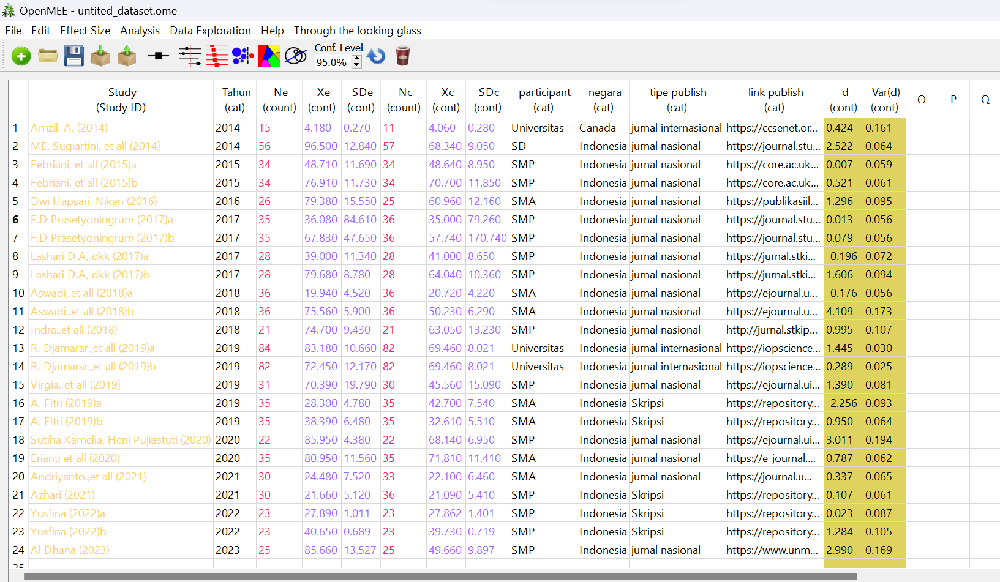 OpenMEE - untited_dataset.ome
File Edit Effect Size Analysis Data Exploration Help Through the looking glass
Conf. Level
95.0%
Study Tahun Ne Xe SDe Nc Xc SDc participant negara tipe publish link publish d Var(d) O P Q
(Study ID) (cat) (count) (cont) (cont) (count) (cont) (cont) (cat) (cat) (cat) (cat) (cont) (cont)
1 Amzil, A. (2014) 2014 15 4.180 0.270 11 4.060 0.280 Universitas Canada jurnal internasional https://ccsenet.or... 0.424 0.161
2 ME. Sugiartini, et all (2014) 2014 56 96.500 12.840 57 68.340 9.050 SD Indonesia jurnal nasional https://journal.stu... 2.522 0.064
3 Febriani, et all (2015)a 2015 34 48.710 11.690 34 48.640 8.950 SMP Indonesia jurnal nasional https://core.ac.uk... 0.007 0.059
4 Febriani, et all (2015)b 2015 34 76.910 11.730 34 70.700 11.850 SMP Indonesia jurnal nasional https://core.ac.uk... 0.521 0.061
5 Dwi Hapsari, Niken (2016) 2016 26 79.380 15.550 25 60.960 12.160 SMA Indonesia jurnal nasional https://publikasiil... 1.296 0.095
6 F.D Prasetyoningrum (2017)a 2017 35 36.080 84.610 36 35.000 79.260 SMP Indonesia jurnal nasional https://journal.stu... 0.013 0.056
7 F.D Prasetyoningrum (2017)b 2017 35 67.830 47.650 36 57.740 170.740 SMP Indonesia jurnal nasional https://journal.stu... 0.079 0.056
8 Lashari D.A, dkk (2017)a 2017 28 39.000 11.340 28 41.000 8.650 SMP Indonesia jurnal nasional https://jurnal.stki... -0.196 0.072
9 Lashari D.A, dkk (2017)b 2017 28 79.680 8.780 28 64.040 10.360 SMP Indonesia jurnal nasional https://jurnal.stki... 1.606 0.094
10 Aswadi,.et all (2018)a 2018 36 19.940 4.520 36 20.720 4.220 SMA Indonesia jurnal nasional https://ejournal.u... -0.176 0.056
11 Aswadi,.et all (2018)b 2018 36 75.560 5.900 36 50.230 6.290 SMA Indonesia jurnal nasional https://ejournal.u... 4.109 0.173
12 Indra.,et all (2018) 2018 21 74.700 9.430 21 63.050 13.230 SMP Indonesia jurnal nasional http://jurnal.stkip... 0.995 0.107
13 R. Djamarar.,et all (2019)a 2019 84 83.180 10.660 82 69.460 8.021 Universitas Indonesia jurnal internasional https://iopscience... 1.445 0.030
14 R. Djamarar.,et all (2019)b 2019 82 72.450 12.170 82 69.460 8.021 Universitas Indonesia jurnal internasional https://iopscience... 0.289 0.025
15 Virgia, et all (2019) 2019 31 70.390 19.790 30 45.560 15.090 SMP Indonesia jurnal nasional https://ejournal.ui... 1.390 0.081
16 A. Fitri (2019)a 2019 35 28.300 4.780 35 42.700 7.540 SMA Indonesia Skripsi https://repository... -2.256 0.093
17 A. Fitri (2019)b 2019 35 38.390 6.480 35 32.610 5.510 SMA Indonesia Skripsi https://repository... 0.950 0.064
18 Sutiha Kamelia, Heni Pujiastuti (2020) 2020 22 85.950 4.380 22 68.140 6.950 SMP Indonesia jurnal nasional https://ejournal.ui... 3.011 0.194
19 Erianti et all (2020) 2020 35 80.950 11.560 35 71.810 11.410 SMA Indonesia jurnal nasional https://e-journal.... 0.787 0.062
20 Andriyanto.,et all (2021) 2021 30 24.480 7.520 33 22.100 6.460 SMA Indonesia jurnal nasional https://journal.u... 0.337 0.065
21 Azhari (2021) 2021 30 21.660 5.120 36 21.090 5.410 SMP Indonesia Skripsi https://repository... 0.107 0.061
22 Yusfina (2022)a 2022 23 27.890 1.011 23 27.862 1.401 SMP Indonesia Skripsi https://repository... 0.023 0.087
23 Yusfina (2022)b 2022 23 40.650 0.689 23 39.730 0.719 SMP Indonesia Skripsi https://repository... 1.284 0.105
24 Al Dhana (2023) 2023 25 85.660 13.527 25 49.660 9.897 SMP Indonesia jurnal nasional https://www.unm... 2.990 0.169
25